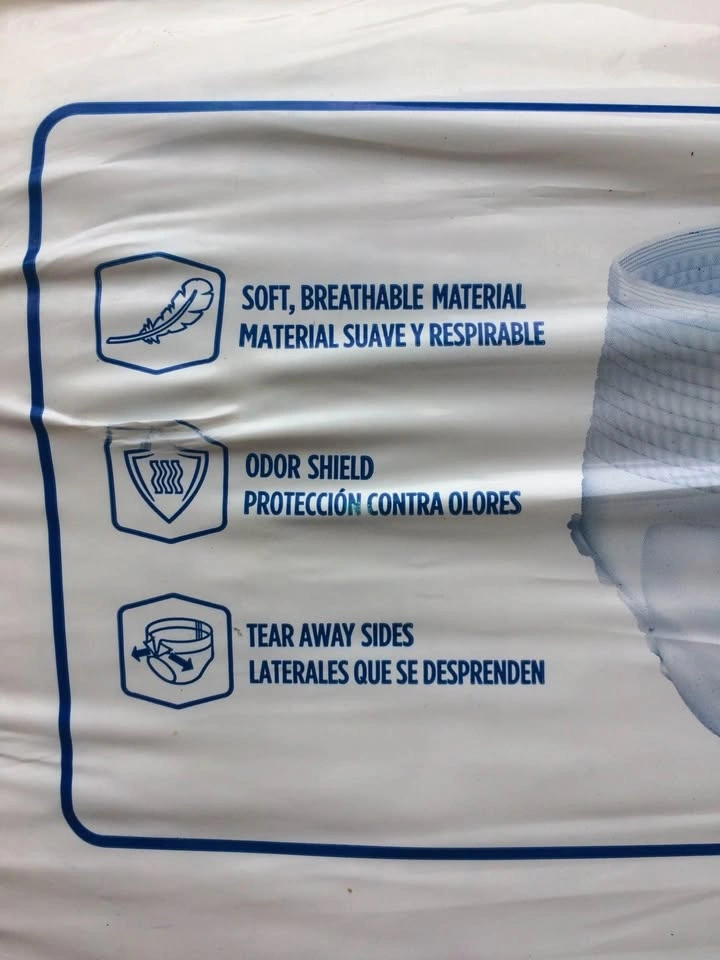 SOFT, BREATHABLE MATERIAL
MATERIAL SUAVE Y RESPIRABLE
ODOR SHIELD
PROTECCIÓN CONTRA OLORES
TEAR AWAY SIDES
LATERALES QUE SE DESPRENDEN